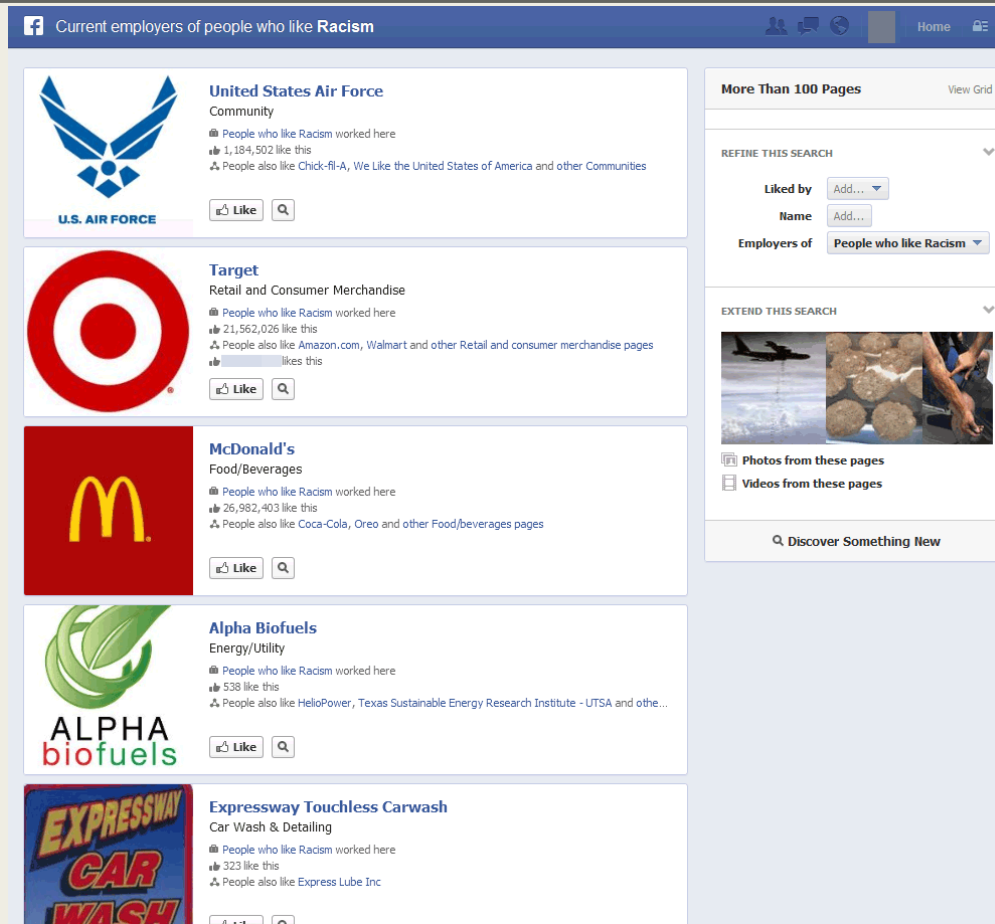 Current employers of people who like Racism
Home
U.S. AIR FORCE
United States Air Force
Community
People who like Racism worked here
1,184,502 like this
People also like Chick-fil-A, We Like the United States of America and other Communities
Like
Target
Retail and Consumer Merchandise
People who like Racism worked here
21,562,026 like this
People also like Amazon.com, Walmart and other Retail and consumer merchandise pages
likes this
Like
McDonald's
Food/Beverages
People who like Racism worked here
26,982,403 like this
People also like Coca-Cola, Oreo and other Food/beverages pages
Like
ALPHA
biofuels
Alpha Biofuels
Energy/Utility
People who like Racism worked here
538 like this
People also like HelioPower, Texas Sustainable Energy Research Institute - UTSA and othe...
Like
EXPRESSWAY
CAR
WASH
Expressway Touchless Carwash
Car Wash & Detailing
People who like Racism worked here
323 like this
People also like Express Lube Inc
Like
More Than 100 Pages
View Grid
REFINE THIS SEARCH
Liked by Add...
Name Add...
Employers of People who like Racism
EXTEND THIS SEARCH
Photos from these pages
Videos from these pages
Discover Something New